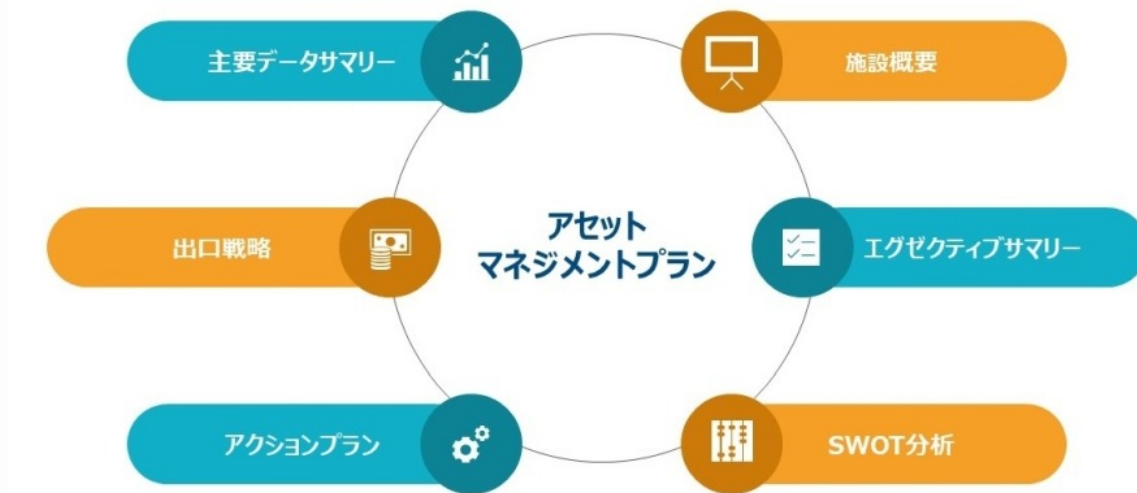 主要データサマリー
施設概要
出口戦略
アセット
マネジメントプラン
エグゼクティブサマリー
アクションプラン
SWOT分析